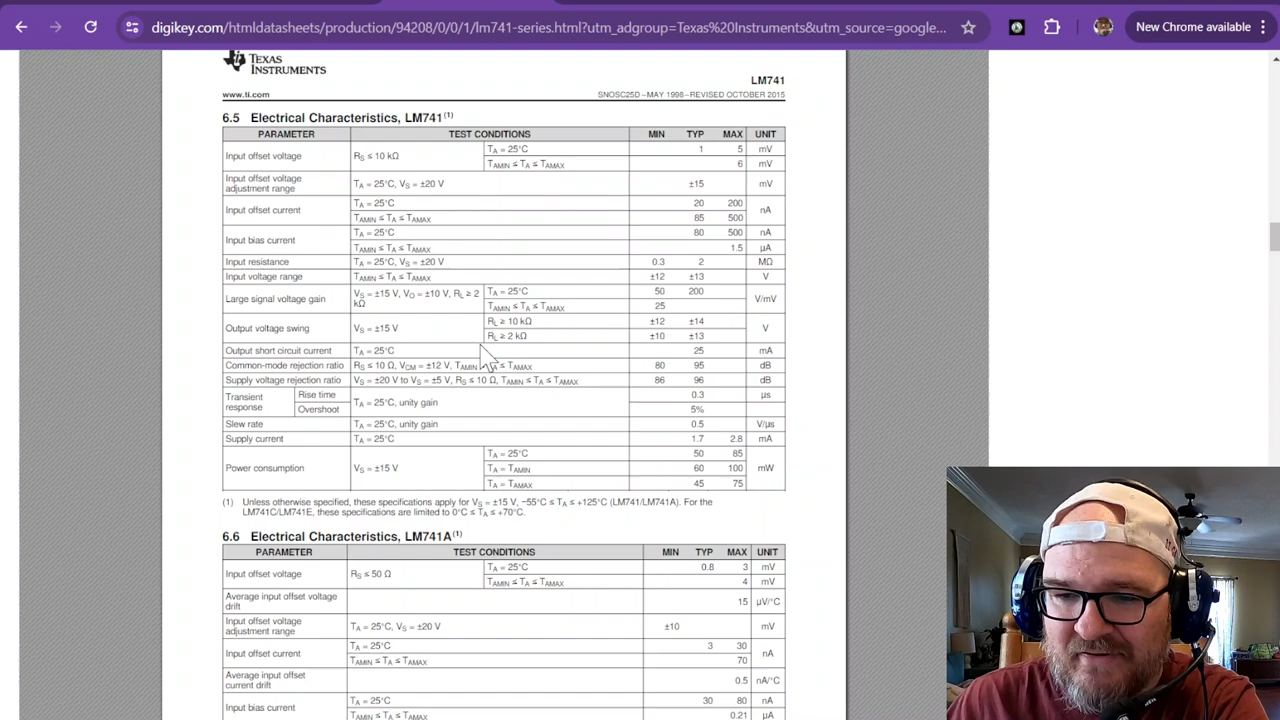 digikey.com/htmldatasheets/production/94208/0/0/1/lm741-series.html?utm_adgroup=Texas%20Instruments&utm_source=google...
New Chrome available
TEXAS
INSTRUMENTS
LM741
www.ti.com
SNOSC25D–MAY 1998–REVISED OCTOBER 2015
6.5 Electrical Characteristics, LM741(1)
PARAMETER TEST CONDITIONS MIN TYP MAX UNIT
Input offset voltage RS ≤ 10 kΩ TA = 25°C 1 5 mV
TAMIN ≤ TA ≤ TAMAX 6 mV
Input offset voltage
adjustment range TA = 25°C, VS = ±20 V ±15 mV
Input offset current TA = 25°C 20 200 nA
TAMIN ≤ TA ≤ TAMAX 85 500
Input bias current TA = 25°C 80 500 nA
TAMIN ≤ TA ≤ TAMAX 1.5 μA
Input resistance TA = 25°C, VS = ±20 V 0.3 2 MΩ
Input voltage range TAMIN ≤ TA ≤ TAMAX ±12 ±13 V
Large signal voltage gain VS = ±15 V, VO = ±10 V, RL ≥ 2
kΩ TA = 25°C 50 200 V/mV
TAMIN ≤ TA ≤ TAMAX 25
Output voltage swing VS = ±15 V RL ≥ 10 kΩ ±12 ±14 V
RL ≥ 2 kΩ ±10 ±13
Output short circuit current TA = 25°C 25 mA
Common-mode rejection ratio RS ≤ 10 Ω, VCM = ±12 V, TAMIN ≤ TAMAX 80 95 dB
Supply voltage rejection ratio VS = ±20 V to VS = ±5 V, RS ≤ 10 Ω, TAMIN ≤ TA ≤ TAMAX 86 96 dB
Transient
response Rise time TA = 25°C, unity gain 0.3 μs
Overshoot 5%
Slew rate TA = 25°C, unity gain 0.5 V/μs
Supply current TA = 25°C 1.7 2.8 mA
Power consumption VS = ±15 V TA = 25°C 50 85 mW
TA = TAMIN 60 100
TA = TAMAX 45 75
(1) Unless otherwise specified, these specifications apply for VS = ±15 V, −55°C ≤ TA ≤ +125°C (LM741/LM741A). For the
LM741C/LM741E, these specifications are limited to 0°C ≤ TA ≤ +70°C.
6.6 Electrical Characteristics, LM741A(1)
PARAMETER TEST CONDITIONS MIN TYP MAX UNIT
Input offset voltage RS ≤ 50 Ω TA = 25°C 0.8 3 mV
TAMIN ≤ TA ≤ TAMAX 4 mV
Average input offset voltage
drift 15 μV/°C
Input offset voltage
adjustment range TA = 25°C, VS = ±20 V ±10 mV
Input offset current TA = 25°C 3 30 nA
TAMIN ≤ TA ≤ TAMAX 70
Average input offset
current drift 0.5 nA/°C
Input bias current TA = 25°C 30 80 nA
TAMIN ≤ TA ≤ TAMAX 0.21 μA